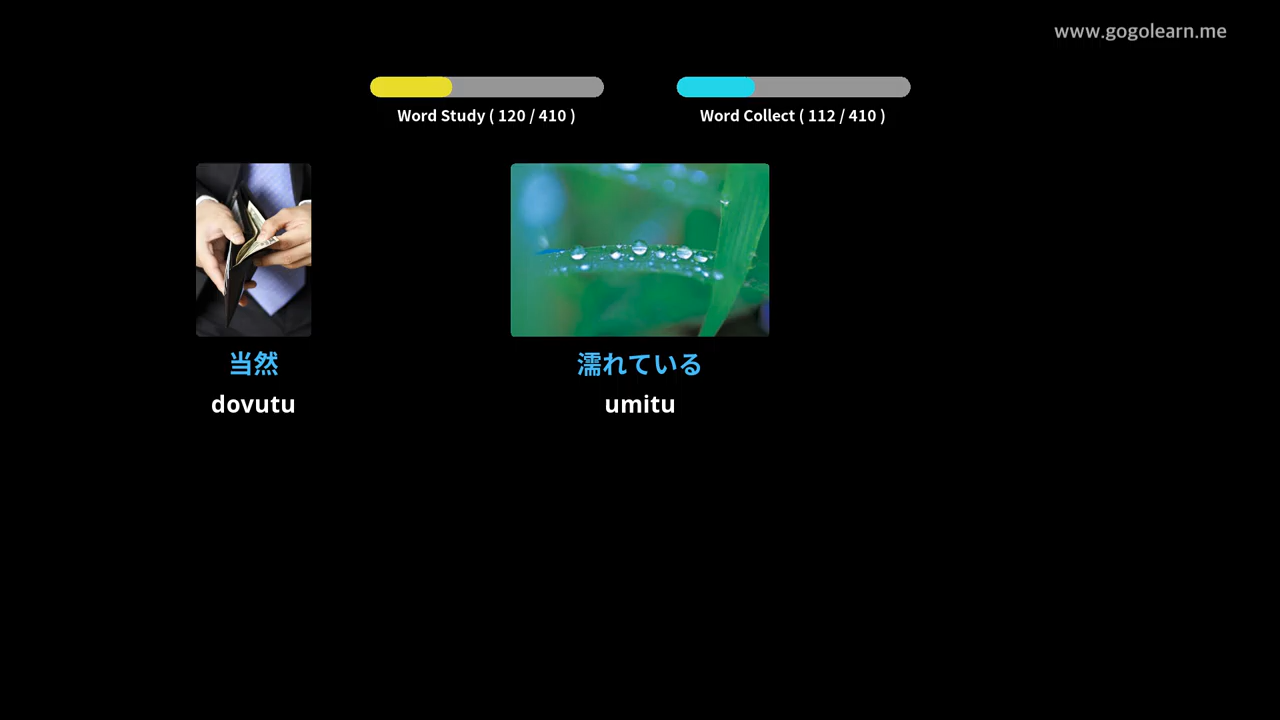 www.gogolearn.me
Word Study ( 120 / 410 )
Word Collect ( 112 / 410 )
当然
dovutu
濡れている
umitu